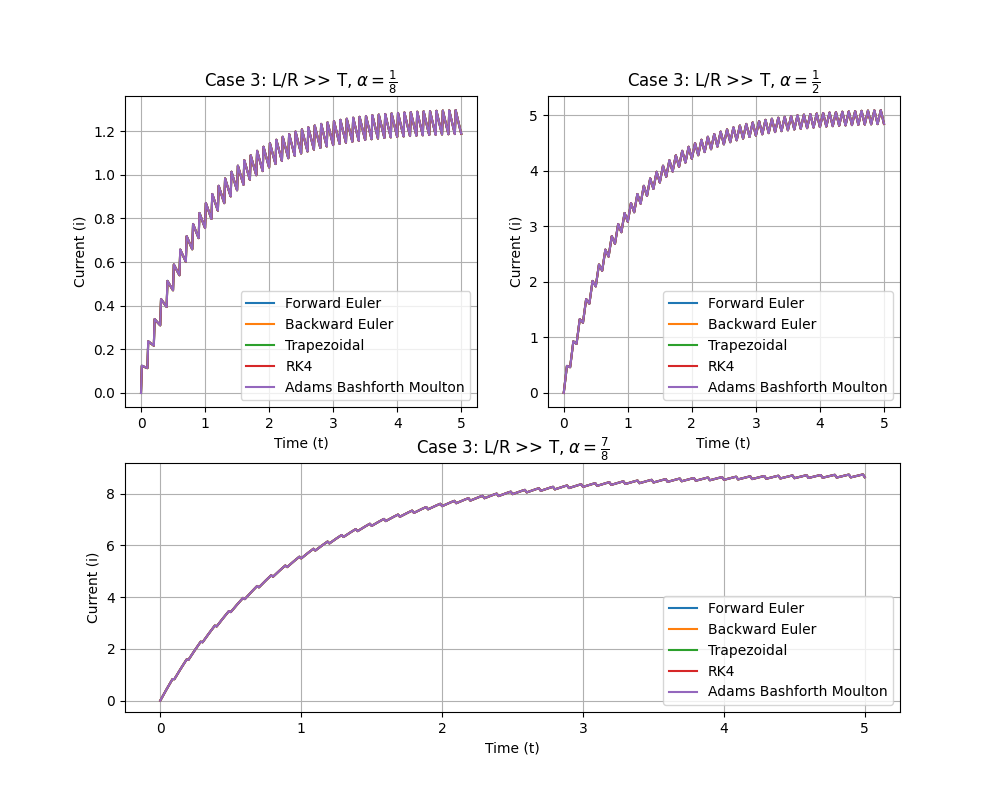 Case 3: L/R >> T, α = 1/8
Current (i)
1.2
1.0
0.8
0.6
0.4
0.2
0.0
Forward Euler
Backward Euler
Trapezoidal
RK4
Adams Bashforth Moulton
0 1 2 3 4 5
Time (t)
Case 3: L/R >> T, α = 1/2
Current (i)
5
4
3
2
1
0
Forward Euler
Backward Euler
Trapezoidal
RK4
Adams Bashforth Moulton
0 1 2 3 4 5
Time (t)
Case 3: L/R >> T, α = 7/8
Current (i)
8
6
4
2
0
Forward Euler
Backward Euler
Trapezoidal
RK4
Adams Bashforth Moulton
0 1 2 3 4 5
Time (t)